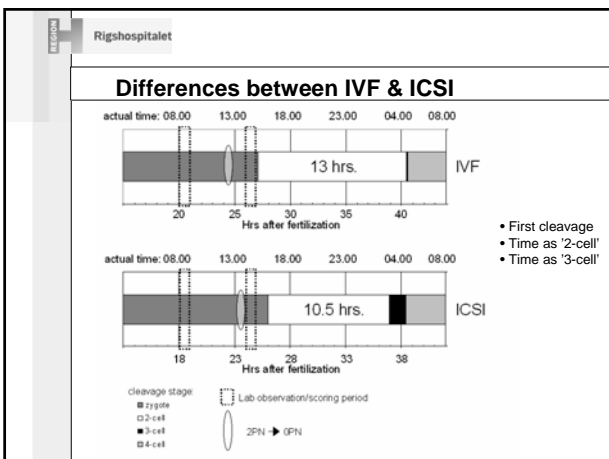 REGION
Rigshospitalet
Differences between IVF & ICSI
actual time: 08.00 13.00 18.00 23.00 04.00 08.00
13 hrs. IVF
20 25 30 35 40
Hrs after fertilization
• First cleavage
• Time as '2-cell'
• Time as '3-cell'
actual time: 08.00 13.00 18.00 23.00 04.00 08.00
10.5 hrs. ICSI
18 23 28 33 38
Hrs after fertilization
cleavage stage:
zygote
2-cell
3-cell
4-cell
Lab observation/scoring period
2PN → 0PN